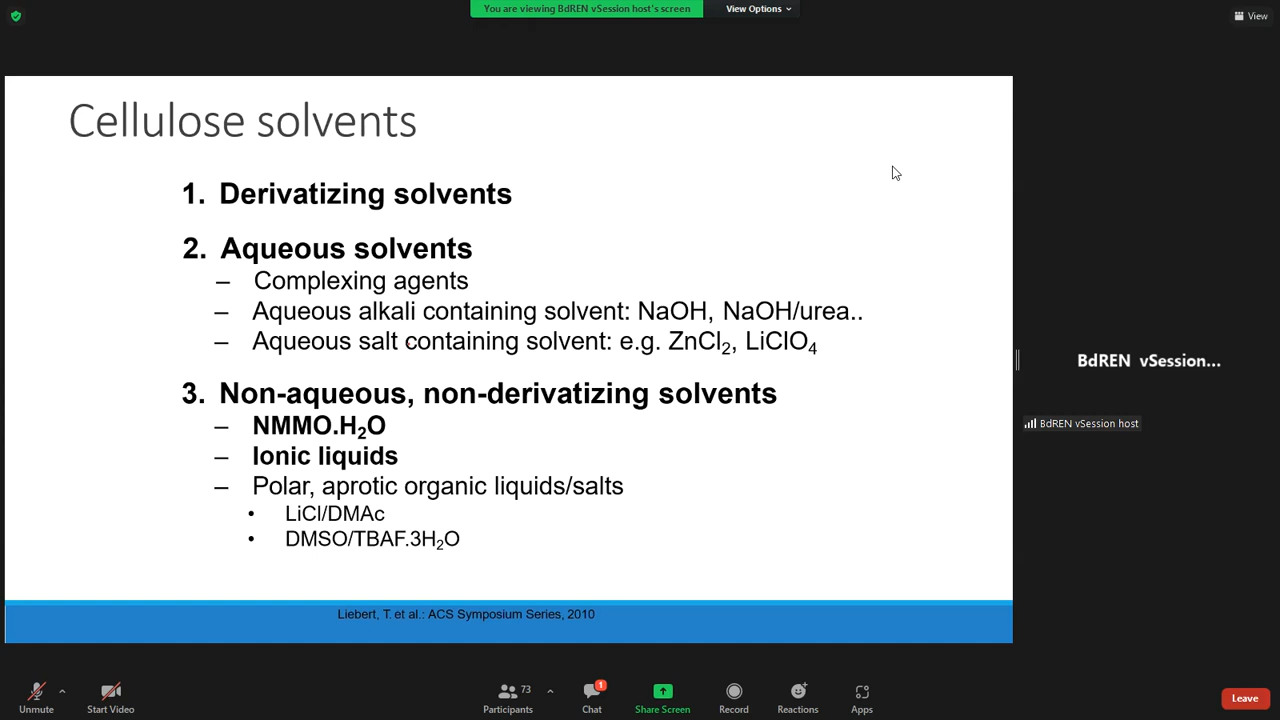 You are viewing BdREN vSession host's screen
View Options
View
Cellulose solvents
1. Derivatizing solvents
2. Aqueous solvents
– Complexing agents
– Aqueous alkali containing solvent: NaOH, NaOH/urea..
– Aqueous salt containing solvent: e.g. ZnCl₂, LiClO₄
3. Non-aqueous, non-derivatizing solvents
– NMMO.H₂O
– Ionic liquids
– Polar, aprotic organic liquids/salts
• LiCl/DMAc
• DMSO/TBAF.3H₂O
Liebert, T. et al.: ACS Symposium Series, 2010
BdREN vSession...
BdREN vSession host
Unmute
Start Video
73
Participants
1
Chat
Share Screen
Record
Reactions
Apps
Leave